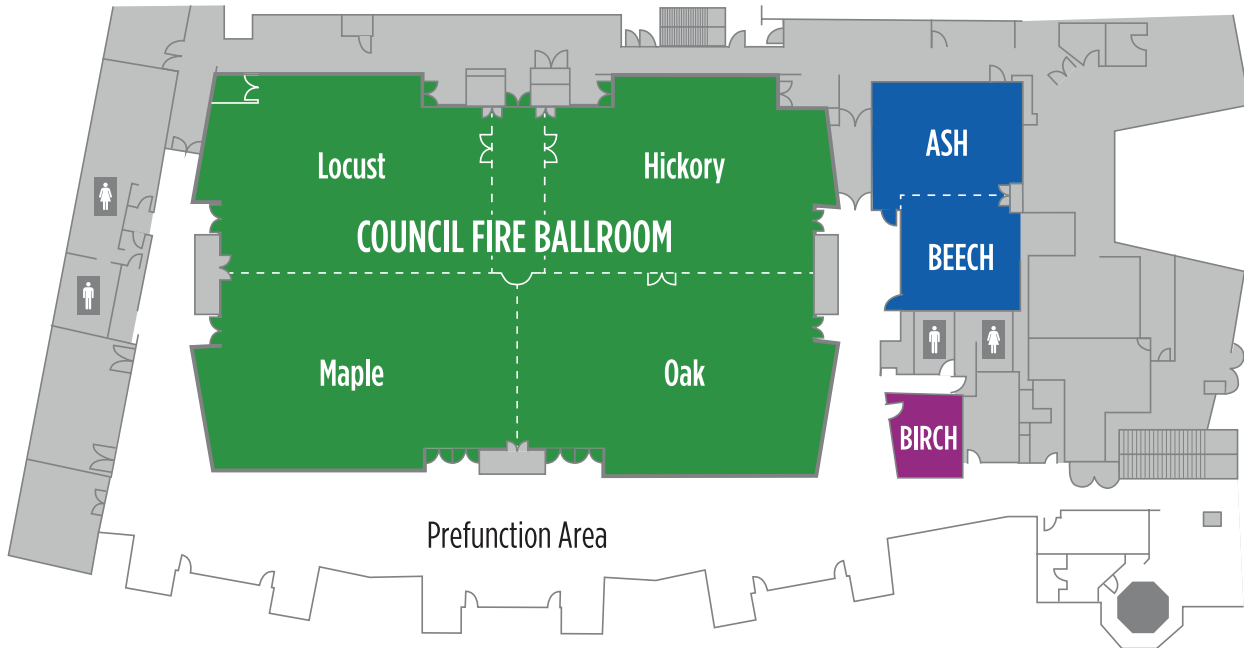 Locust
Hickory
ASH
COUNCIL FIRE BALLROOM
BEECH
Maple
Oak
BIRCH
Prefunction Area